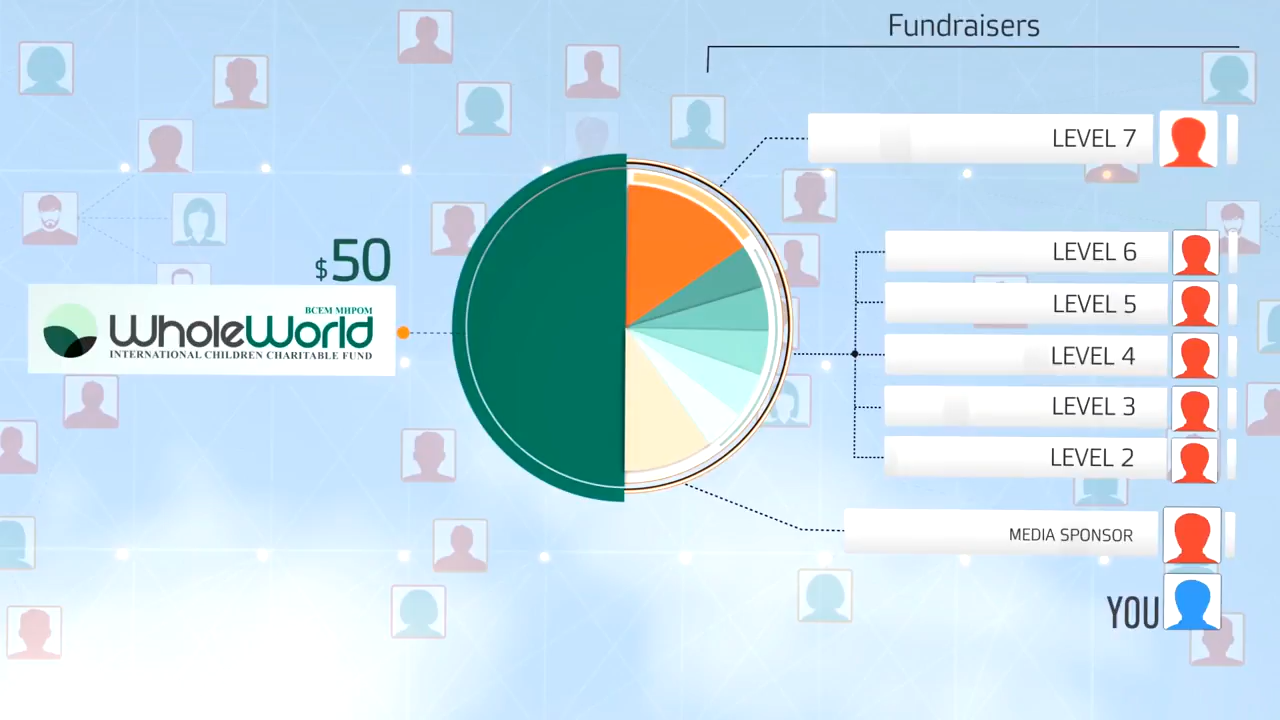 Fundraisers
LEVEL 7
$50
ВСЕМ МИРОМ
WholeWorld
INTERNATIONAL CHILDREN CHARITABLE FUND
LEVEL 6
LEVEL 5
LEVEL 4
LEVEL 3
LEVEL 2
MEDIA SPONSOR
YOU